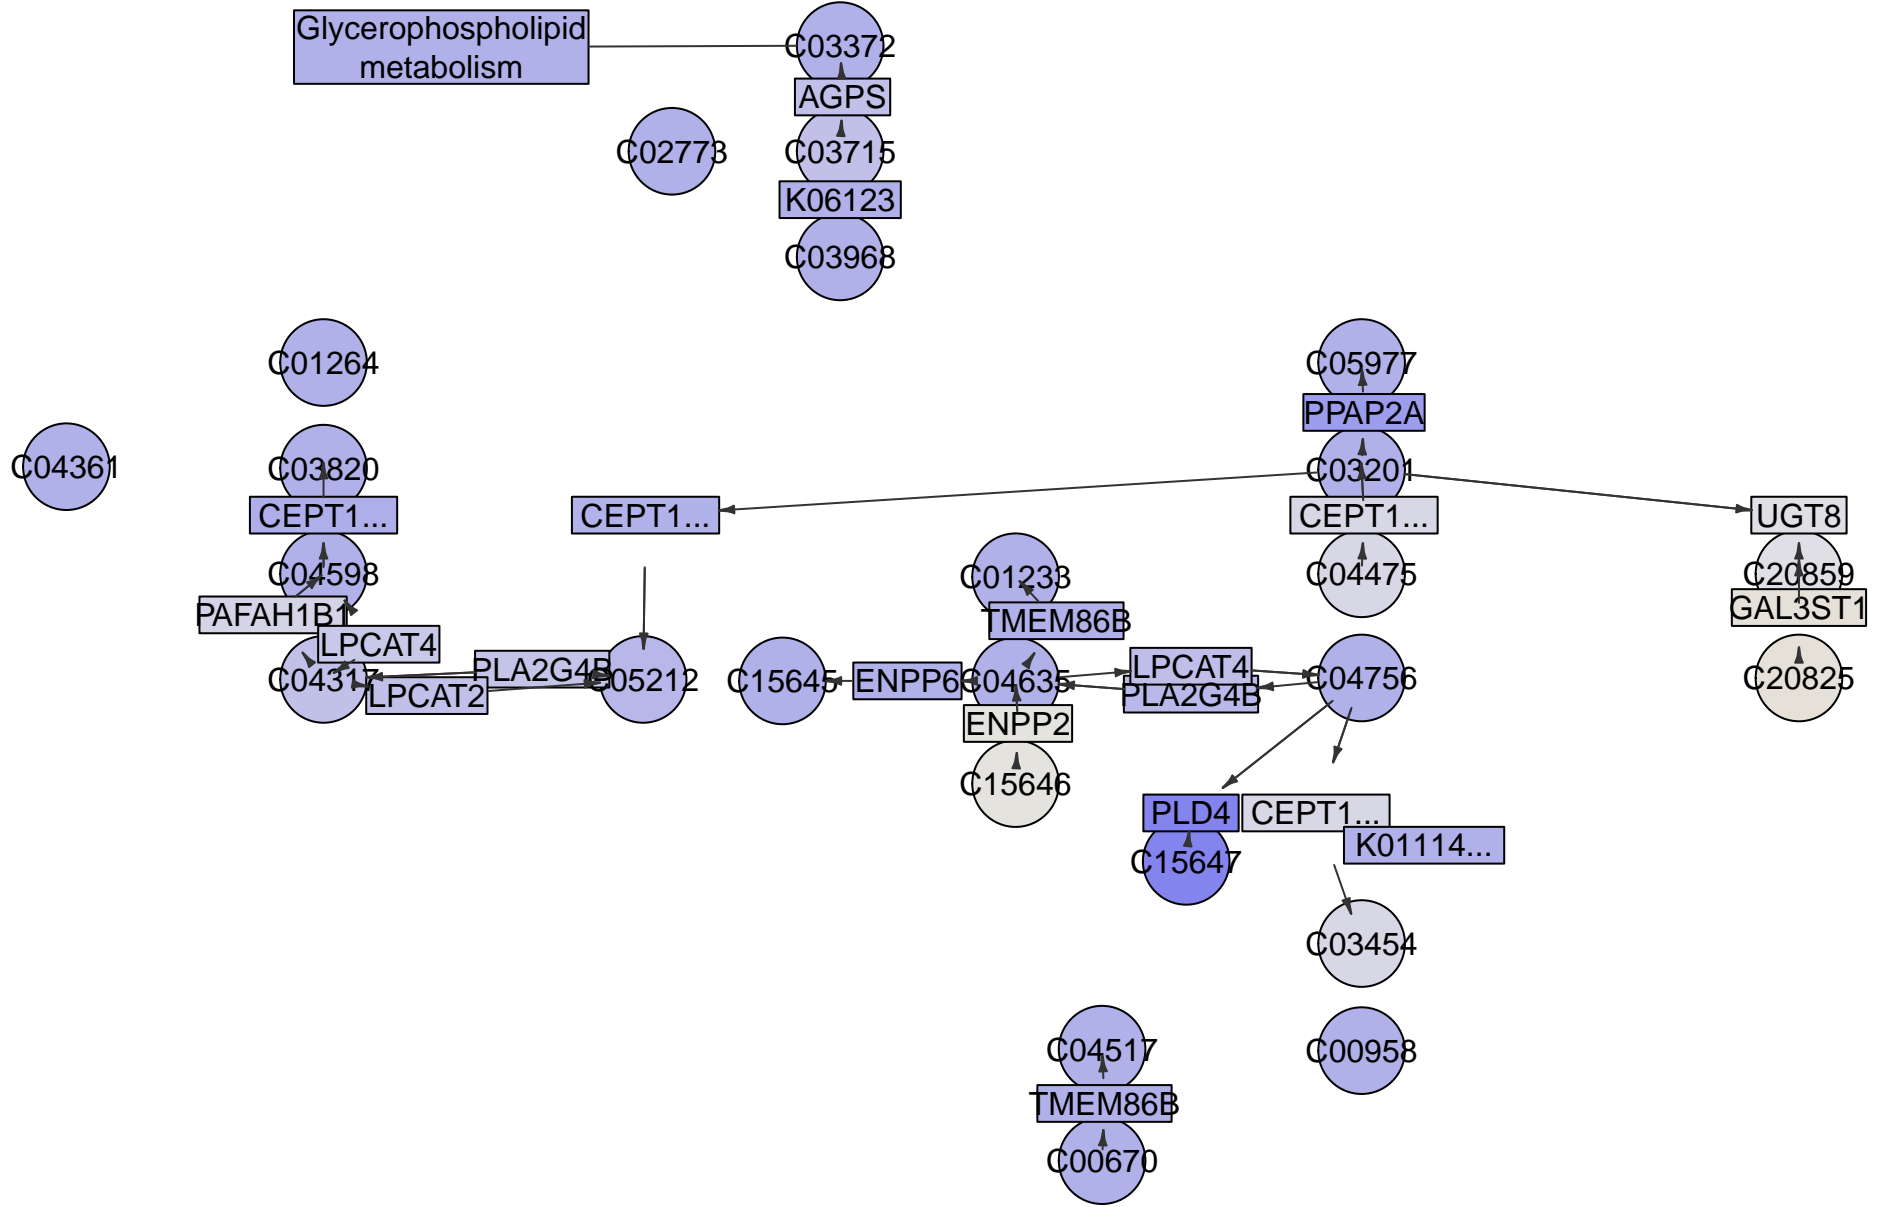 Glycerophospholipid
metabolism
C03372
AGPS
C02773
C03715
K06123
C03968
C01264
C05977
PPAP2A
C04361
C03820
C03201
CEPT1...
CEPT1...
CEPT1...
UGT8
C04598
C01233
C04475
C20859
PAFAH1B1
TMEM86B
GAL3ST1
LPCAT4
C04317
PLA2G4B
LPCAT2
C05212
C15645
ENPP6
C04635
LPCAT4
PLA2G4B
C04756
C20825
ENPP2
C15646
PLD4
CEPT1...
K01114...
C15647
C03454
C04517
C00958
TMEM86B
C00670